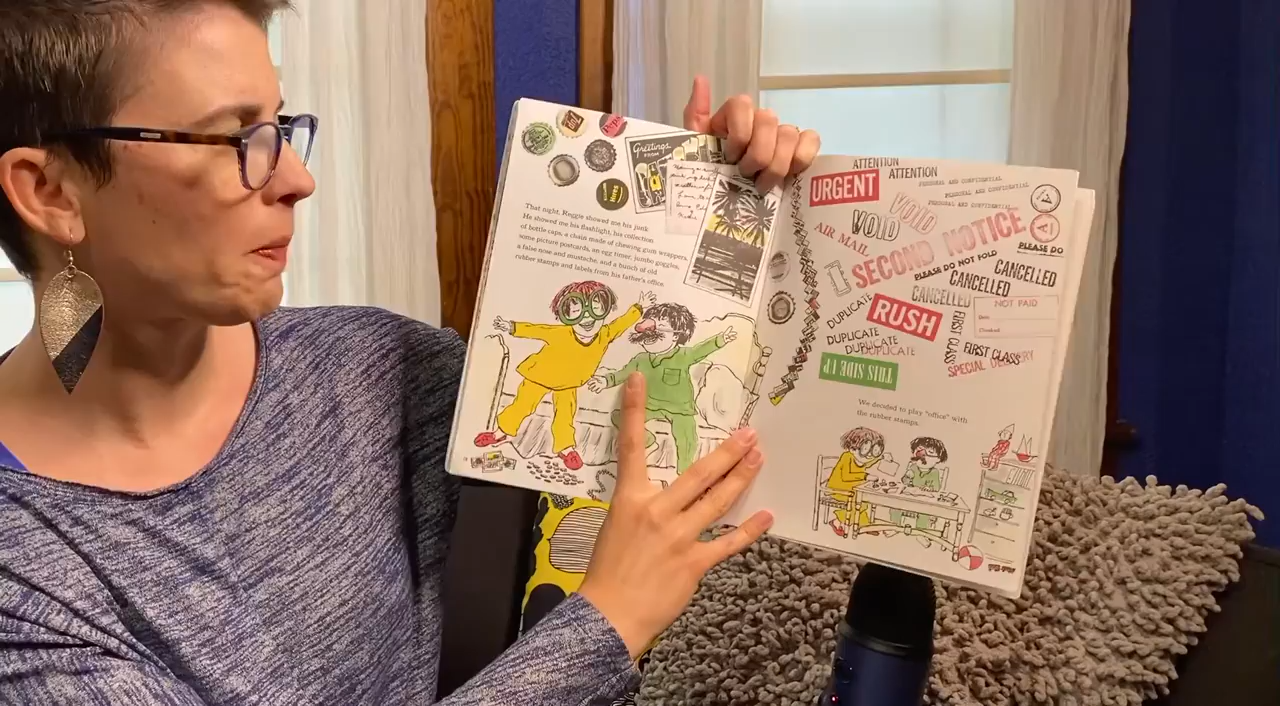 Greetings
FROM
That night, Reggie showed me his junk.
He showed me his flashlight, his collection
of bottle caps, a chain made of chewing gum wrappers,
some picture postcards, an egg timer, jumbo goggles,
a false nose and mustache, and a bunch of old
rubber stamps and labels from his father's office.
ATTENTION
ATTENTION
URGENT
PERSONAL AND CONFIDENTIAL
PERSONAL AND CONFIDENTIAL
PERSONAL AND CONFIDENTIAL
VOID
VOID
AIR MAIL
SECOND NOTICE
PLEASE DO
PLEASE DO NOT FOLD
CANCELLED
CANCELLED
CANCELLED
NOT PAID
DUPLICATE
RUSH
DUPLICATE
DUPLICATE
DUPLICATE
FIRST CLASS
FIRST CLASS
SPECIAL DELIVERY
THIS SIDE UP
We decided to play "office" with
the rubber stamps.